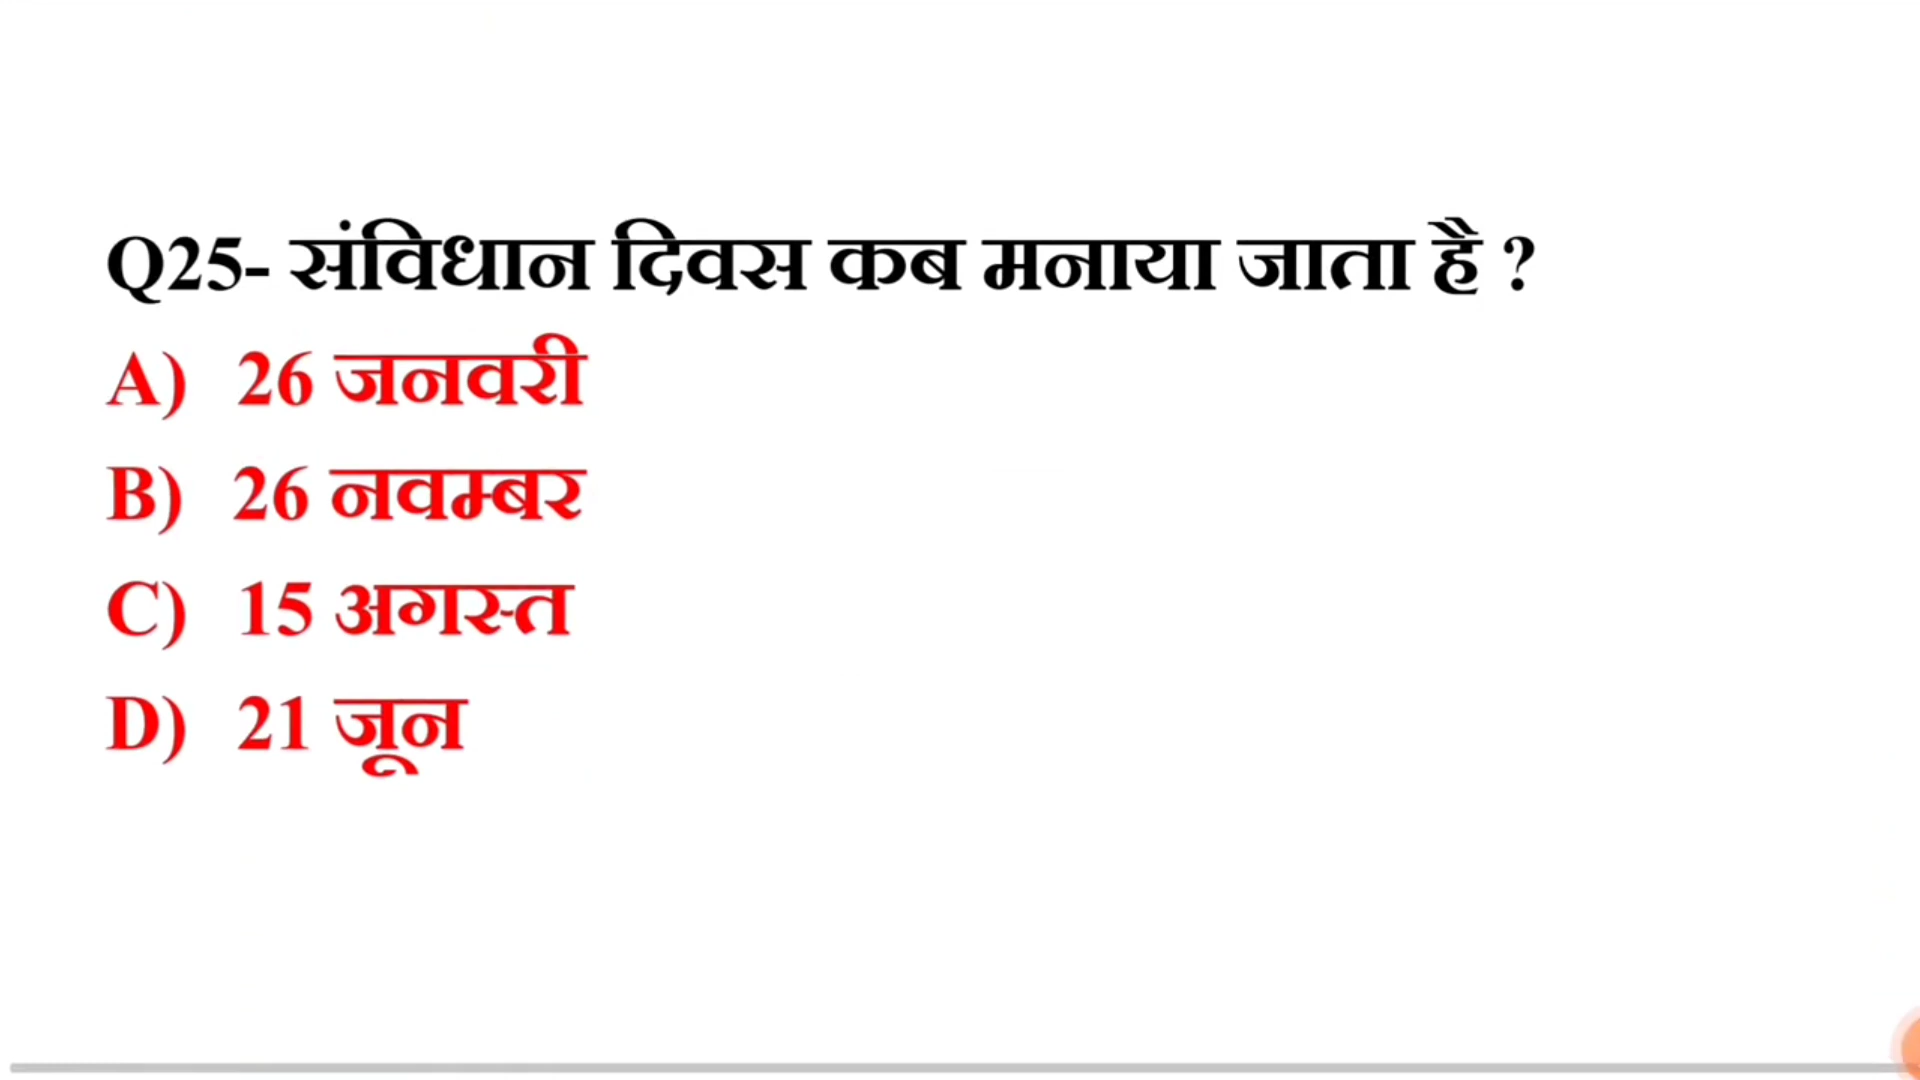 Q25- संविधान दिवस कब मनाया जाता है ?
A) 26 जनवरी
B) 26 नवम्बर
C) 15 अगस्त
D) 21 जून